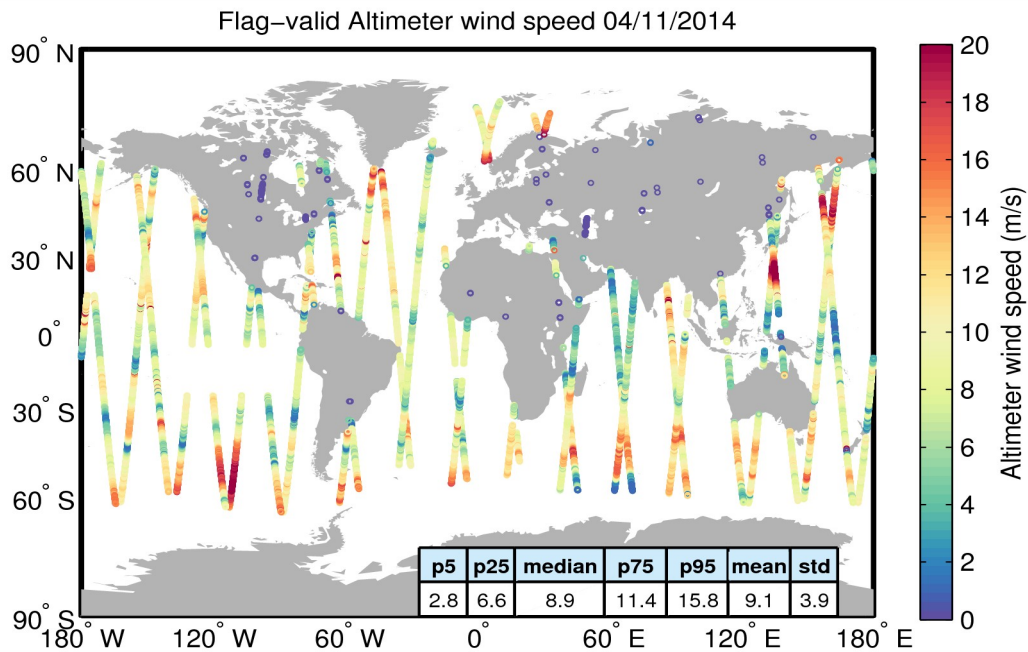 Flag−valid Altimeter wind speed 04/11/2014
90° N
60° N
30° N
0°
30° S
60° S
90° S
180° W
120° W
60° W
0°
60° E
120° E
180° E
p5 p25 median p75 p95 mean std
2.8 6.6 8.9 11.4 15.8 9.1 3.9
20
18
16
14
12
10
8
6
4
2
0
Altimeter wind speed (m/s)